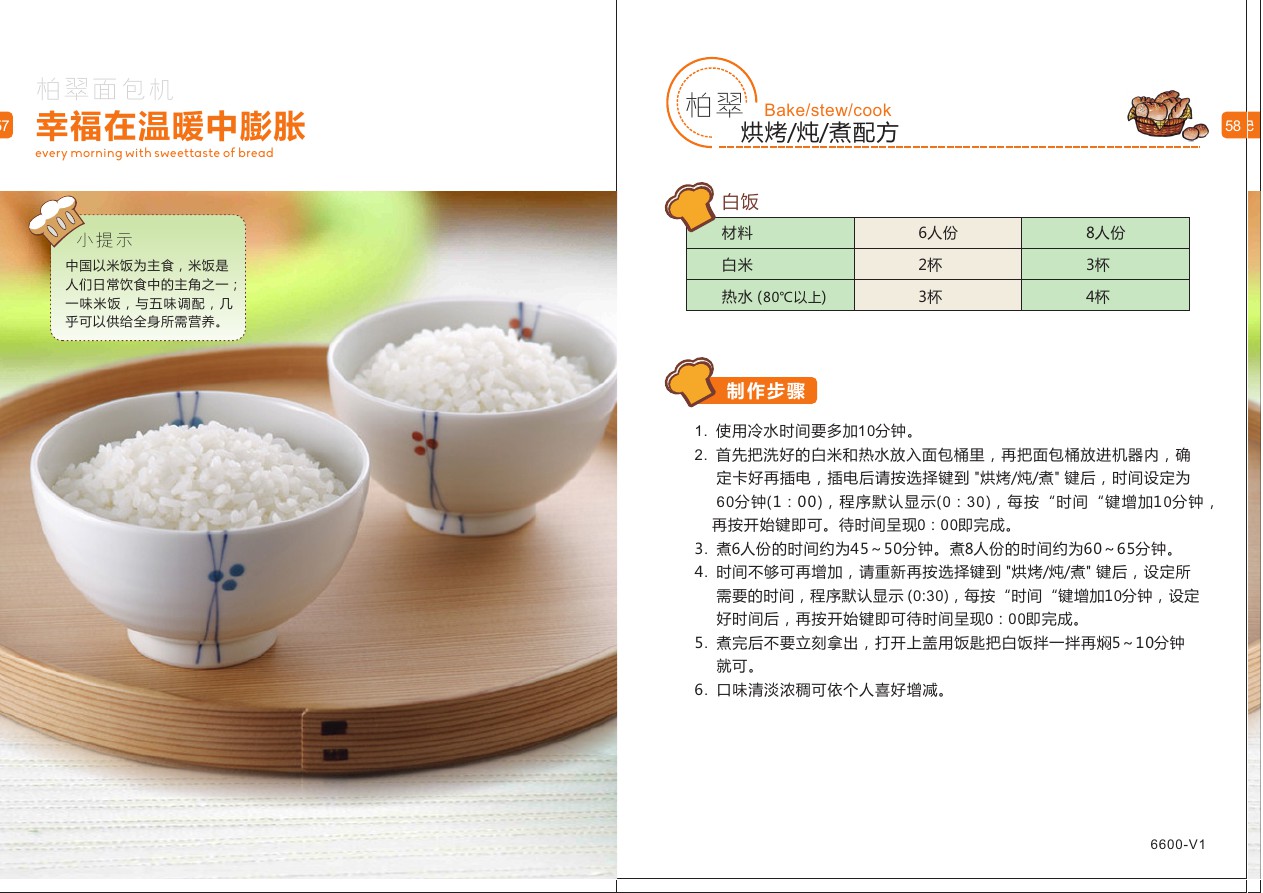 柏翠面包机
57
幸福在温暖中膨胀
every morning with sweettaste of bread
小提示
中国以米饭为主食，米饭是
人们日常饮食中的主角之一；
一味米饭，与五味调配，几
乎可以供给全身所需营养。
柏翠
Bake/stew/cook
烘烤/炖/煮配方
58
白饭
材料 6人份 8人份
白米 2杯 3杯
热水 (80℃以上) 3杯 4杯
制作步骤
1. 使用冷水时间要多加10分钟。
2. 首先把洗好的白米和热水放入面包桶里，再把面包桶放进机器内，确
定卡好再插电，插电后请按选择键到 "烘烤/炖/煮" 键后，时间设定为
60分钟(1：00)，程序默认显示(0：30)，每按“时间“键增加10分钟，
再按开始键即可。待时间呈现0：00即完成。
3. 煮6人份的时间约为45～50分钟。煮8人份的时间约为60～65分钟。
4. 时间不够可再增加，请重新再按选择键到 "烘烤/炖/煮" 键后，设定所
需要的时间，程序默认显示 (0:30)，每按“时间“键增加10分钟，设定
好时间后，再按开始键即可待时间呈现0：00即完成。
5. 煮完后不要立刻拿出，打开上盖用饭匙把白饭拌一拌再焖5～10分钟
就可。
6. 口味清淡浓稠可依个人喜好增减。
6600-V1